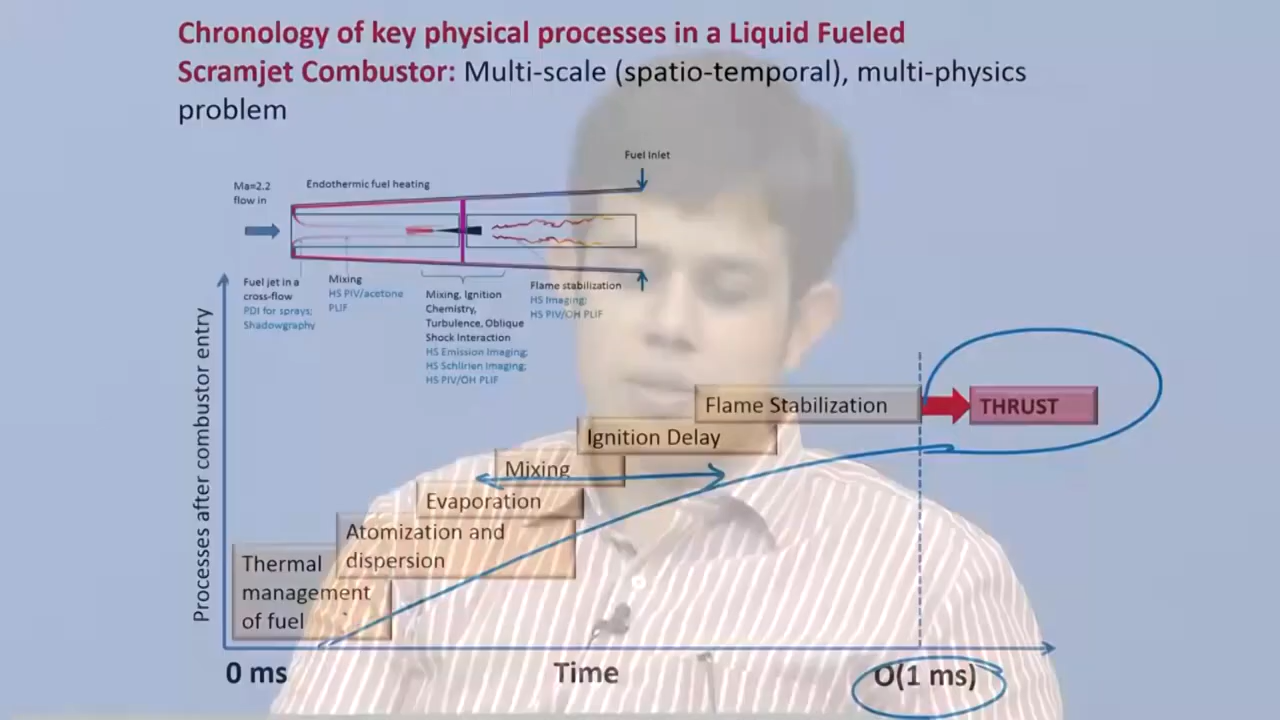 Chronology of key physical processes in a Liquid Fueled
Scramjet Combustor: Multi-scale (spatio-temporal), multi-physics
problem
Fuel Inlet
Ma=2.2
flow in
Endothermic fuel heating
Fuel jet in a
cross-flow
PDI for sprays;
Shadowgraphy
Mixing
HS PIV/acetone
PLIF
Mixing, Ignition
Chemistry,
Turbulence, Oblique
Shock Interaction
HS Emission Imaging;
HS Schlirien Imaging;
HS PIV/OH PLIF
Flame stabilization
HS Imaging;
HS PIV/OH PLIF
Processes after combustor entry
Flame Stabilization
THRUST
Ignition Delay
Mixing
Evaporation
Atomization and
dispersion
Thermal
management
of fuel
0 ms
Time
O(1 ms)